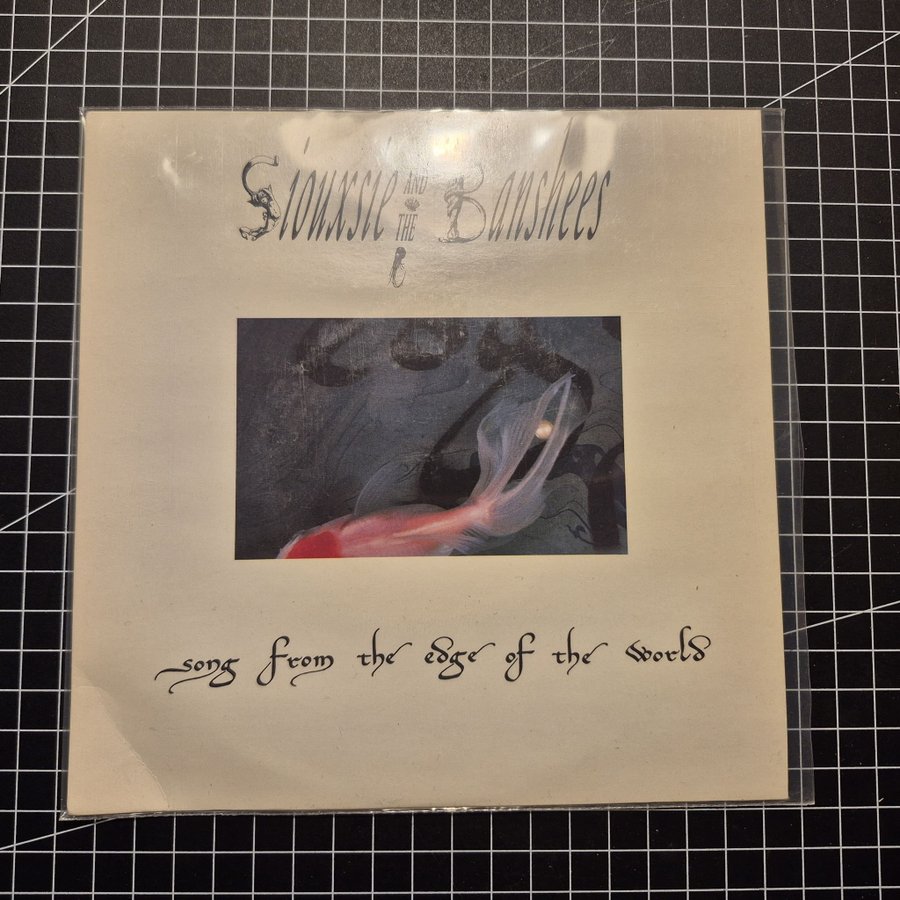 Siouxsie AND THE Banshees
song from the edge of the world